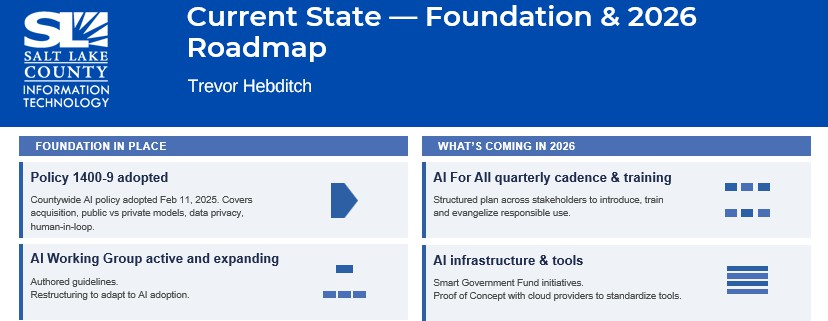 SL
SALT LAKE
COUNTY
INFORMATION
TECHNOLOGY
Current State — Foundation & 2026
Roadmap
Trevor Hebditch
FOUNDATION IN PLACE
Policy 1400-9 adopted
Countywide AI policy adopted Feb 11, 2025. Covers
acquisition, public vs private models, data privacy,
human-in-loop.
AI Working Group active and expanding
Authored guidelines.
Restructuring to adapt to AI adoption.
WHAT'S COMING IN 2026
AI For All quarterly cadence & training
Structured plan across stakeholders to introduce, train
and evangelize responsible use.
AI infrastructure & tools
Smart Government Fund initiatives.
Proof of Concept with cloud providers to standardize tools.